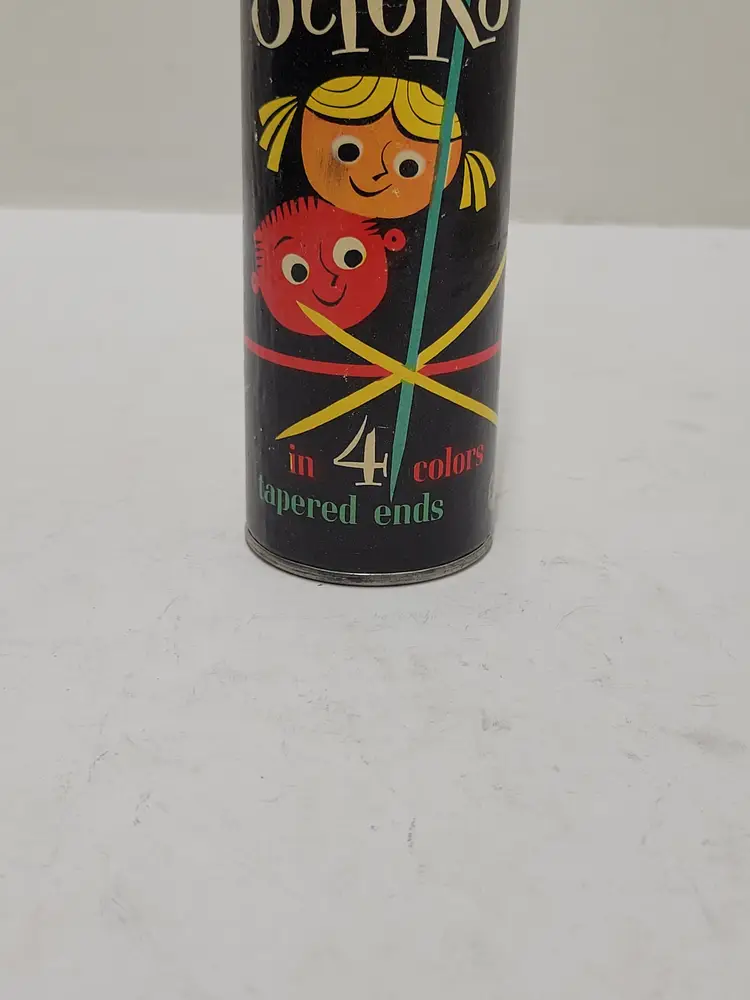 in 4 colors
tapered ends